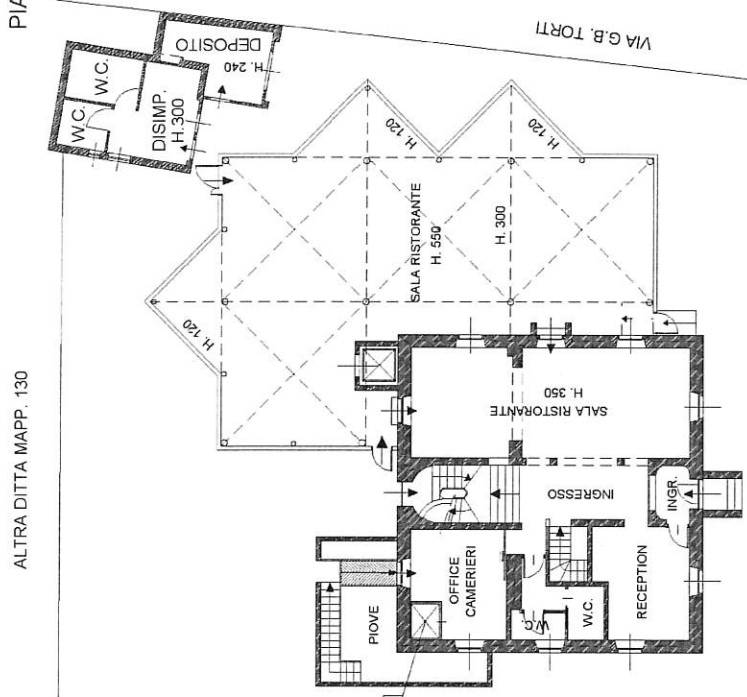 PIA
VIA G.B. TORTI
DEPOSITO
H. 240
W.C.
W.C.
DISIMP.
H.300
H. 120
H. 120
SALA RISTORANTE
H. 550
H. 300
H. 120
ALTRA DITTA MAPP. 130
SALA RISTORANTE
H. 350
INGRESSO
INGR.
OFFICE
CAMERIERI
PIOVE
W.C.
W.C.
RECEPTION